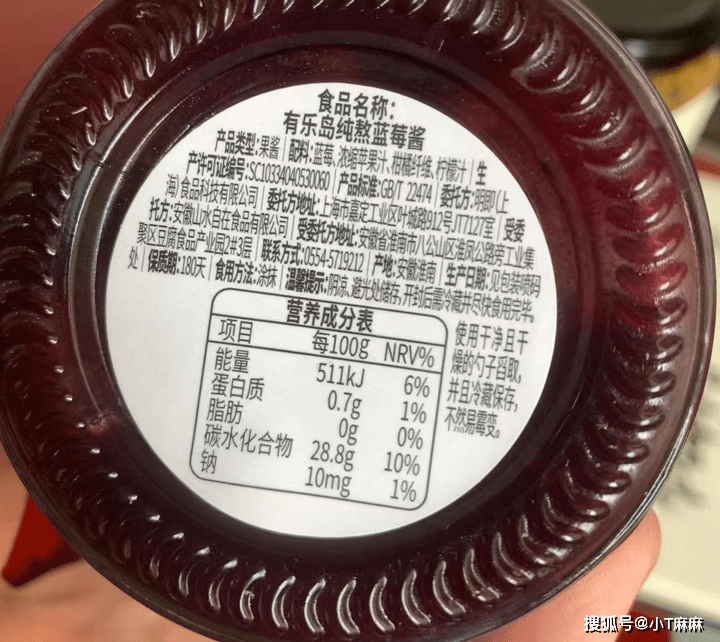 食品名称:
有乐岛纯熬蓝莓酱
产品类型:果酱 | 配料:蓝莓、浓缩苹果汁、柑橘纤维、柠檬汁 | 生
产许可证编号:SC10334040530060 | 产品标准:GB/T 22474 | 委托方:明即(上
海)食品科技有限公司 | 委托方地址:上海市嘉定工业区叶城路912号JT7127室 | 受委
托方:安徽山水自在食品有限公司 | 受委托方地址:安徽省淮南市八公山区淮凤公路旁工业集
聚区豆腐食品产业园2#3层 | 联系方式:0554-5719212 | 产地:安徽淮南 | 生产日期:见包装喷码
处 | 保质期:180天 | 食用方法:涂抹 | 温馨提示:阴凉、避光处储存,开封后需冷藏并尽快食用完毕,
使用干净且干
燥的勺子舀取,
并且冷藏保存,
不然易霉变。
营养成分表
项目 每100g NRV%
能量 511kJ 6%
蛋白质 0.7g 1%
脂肪 0g 0%
碳水化合物 28.8g 10%
钠 10mg 1%
搜狐号@小T麻麻